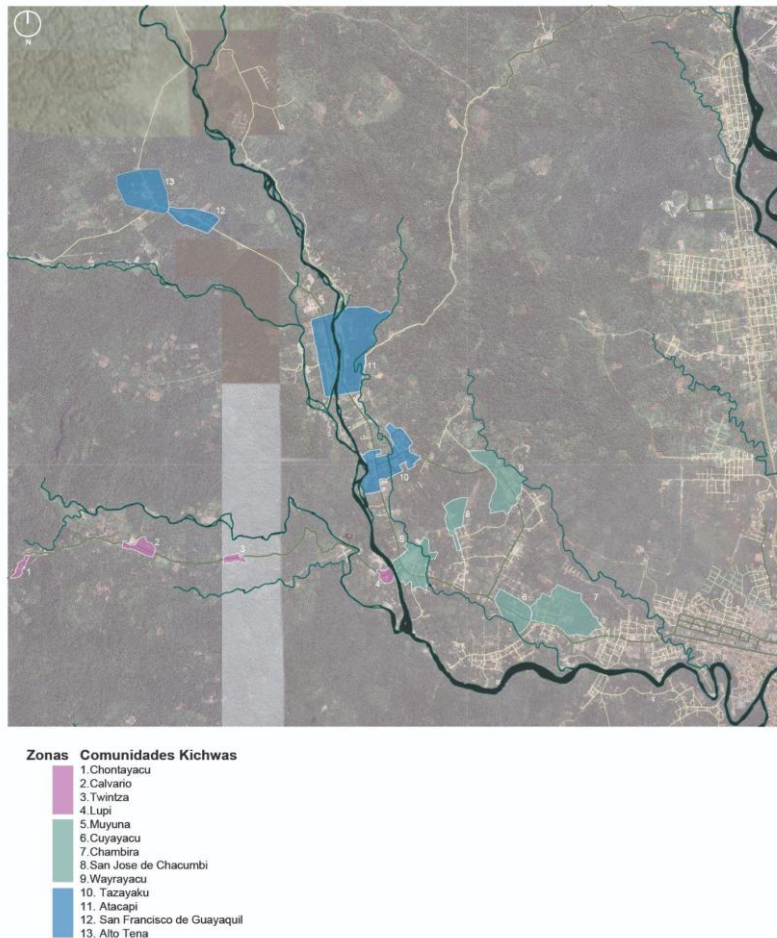 N
13
12
11
10
9
8
5
2
3
1
4
6
7
Zonas Comunidades Kichwas
1.Chontayacu
2.Calvario
3.Twintza
4.Lupi
5.Muyuna
6.Cuyayacu
7.Chambira
8.San Jose de Chacumbi
9.Wayrayacu
10. Tazayaku
11. Atacapi
12. San Francisco de Guayaquil
13. Alto Tena